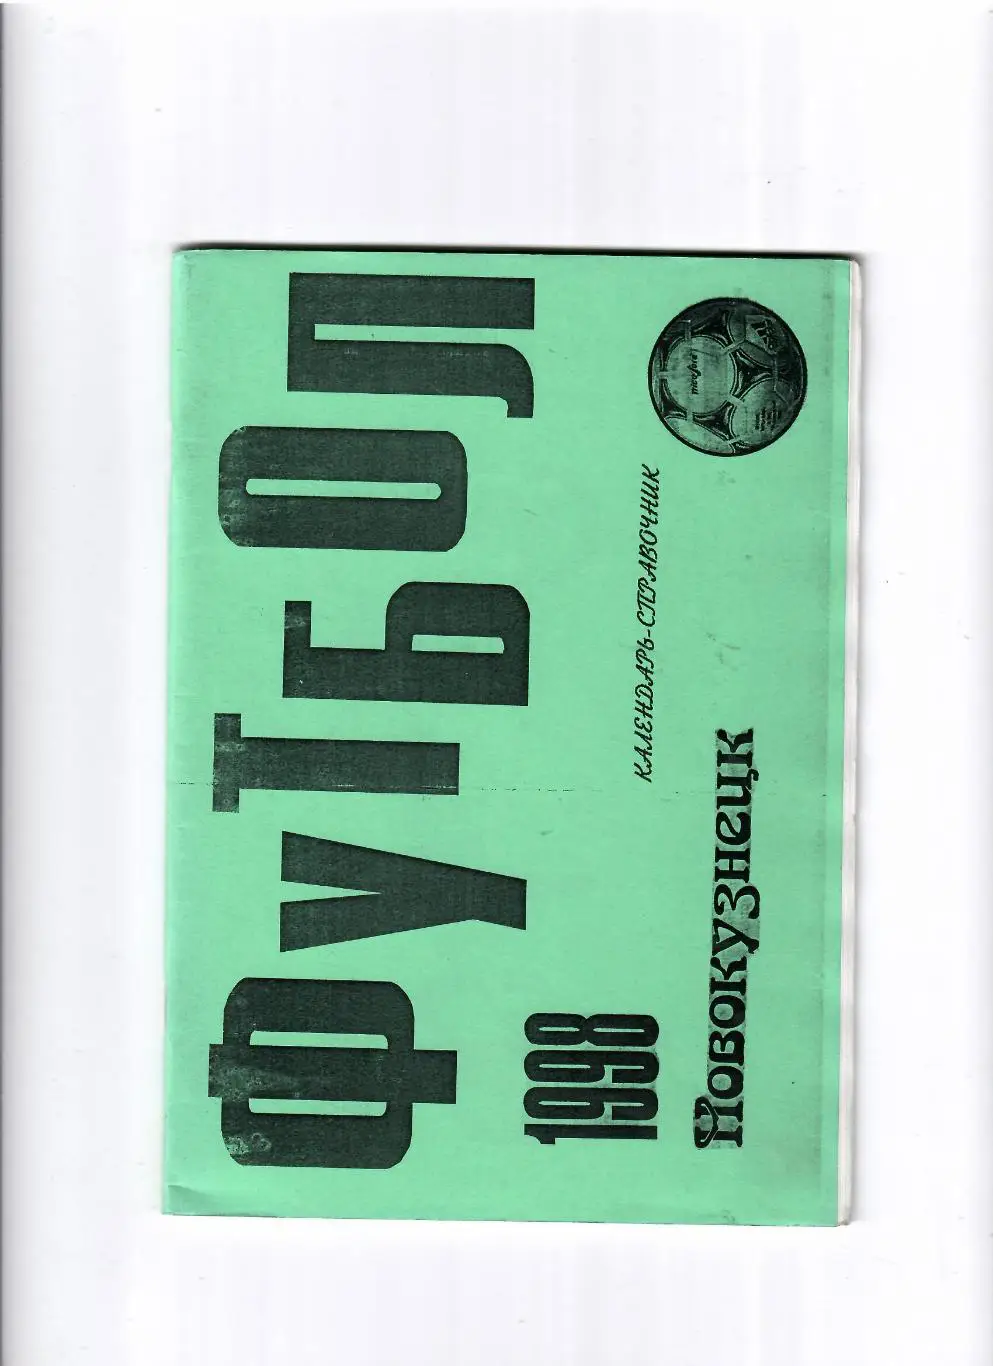 ФУТБОЛ
1998
КАЛЕНДАРЬ-СПРАВОЧНИК
Новокузнецк